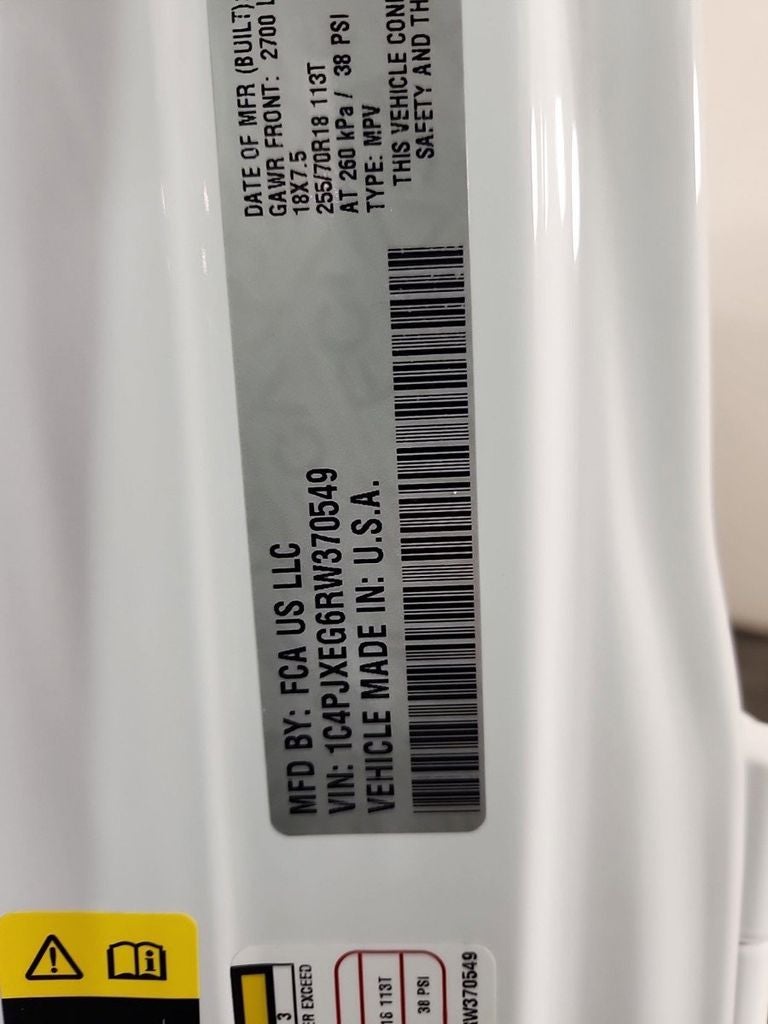 MFD BY: FCA US LLC
VIN: 1C4PJXEG6RW370549
VEHICLE MADE IN: U.S.A.
DATE OF MFR (BUILT):
GAWR FRONT: 2700 L
18X7.5
255/70R18 113T
AT 260 kPa / 38 PSI
TYPE: MPV
THIS VEHICLE CON
SAFETY AND TH
3
ER EXCEED
16 113T
38 PSI
RW370549